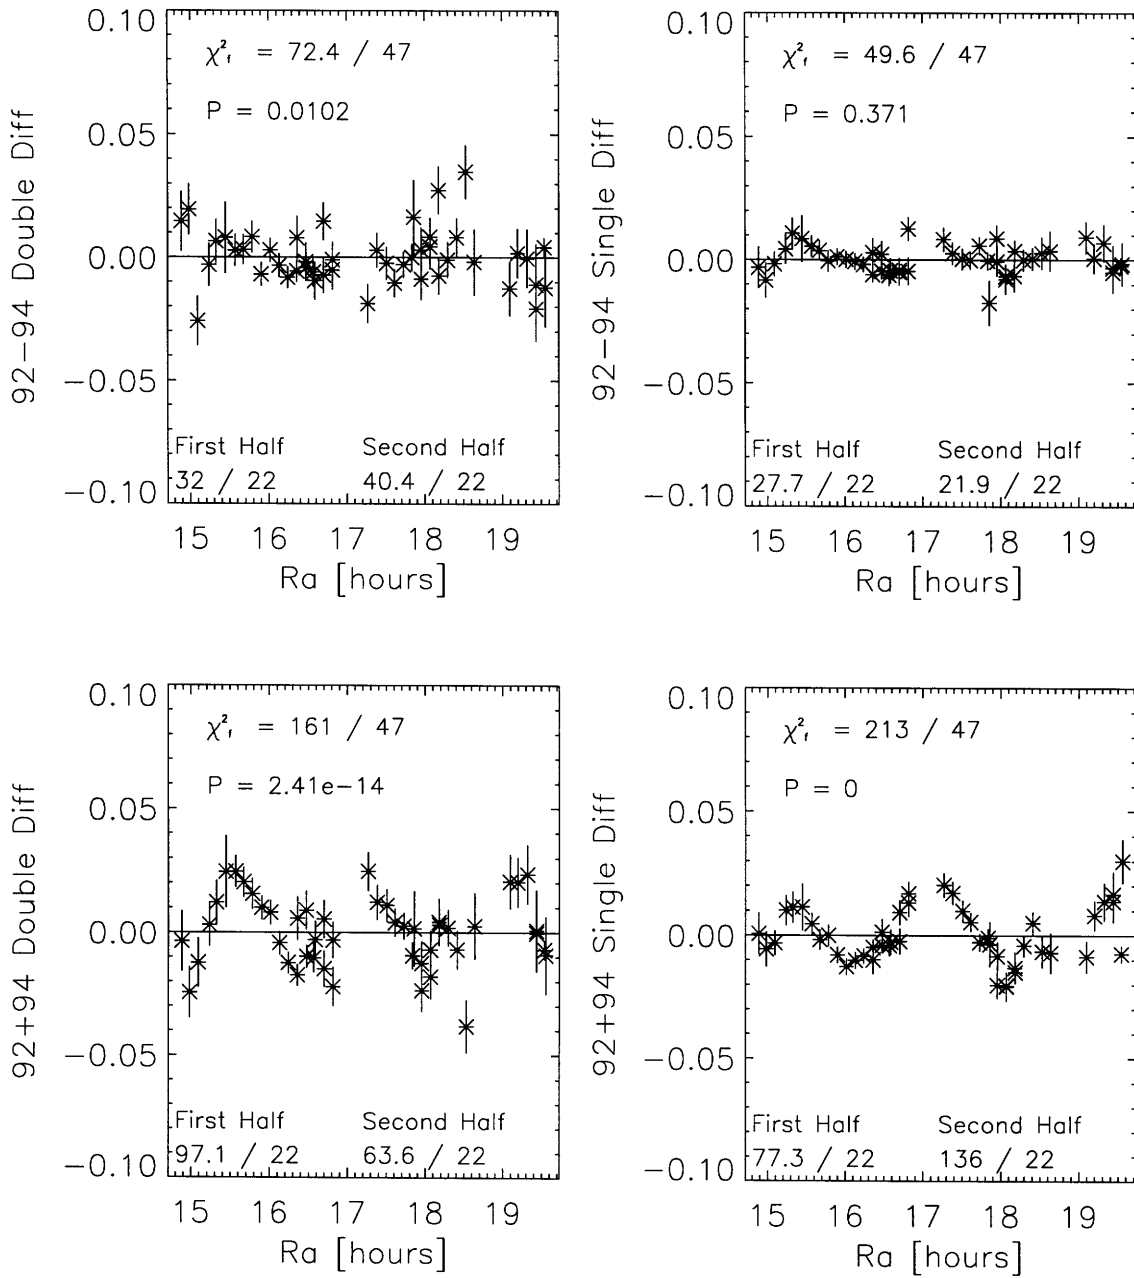 92−94 Double Diff
0.10
0.05
0.00
−0.05
−0.10
χ²f = 72.4 / 47
P = 0.0102
First Half
32 / 22
Second Half
40.4 / 22
15 16 17 18 19
Ra [hours]
92−94 Single Diff
0.10
0.05
0.00
−0.05
−0.10
χ²f = 49.6 / 47
P = 0.371
First Half
27.7 / 22
Second Half
21.9 / 22
15 16 17 18 19
Ra [hours]
92+94 Double Diff
0.10
0.05
0.00
−0.05
−0.10
χ²f = 161 / 47
P = 2.41e−14
First Half
97.1 / 22
Second Half
63.6 / 22
15 16 17 18 19
Ra [hours]
92+94 Single Diff
0.10
0.05
0.00
−0.05
−0.10
χ²f = 213 / 47
P = 0
First Half
77.3 / 22
Second Half
136 / 22
15 16 17 18 19
Ra [hours]